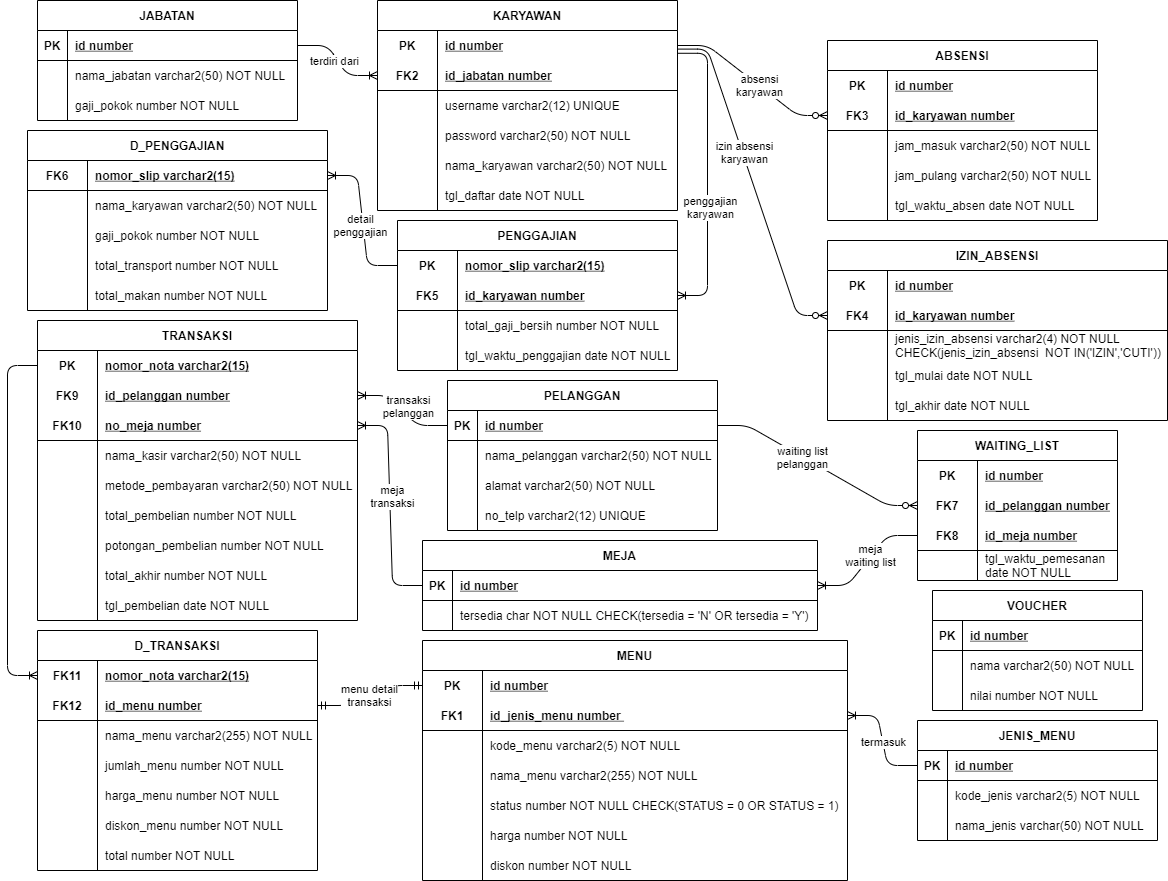 JABATAN
PK id number
nama_jabatan varchar2(50) NOT NULL
gaji_pokok number NOT NULL
terdiri dari
KARYAWAN
PK id number
FK2 id_jabatan number
username varchar2(12) UNIQUE
password varchar2(50) NOT NULL
nama_karyawan varchar2(50) NOT NULL
tgl_daftar date NOT NULL
absensi
karyawan
izin absensi
karyawan
penggajian
karyawan
ABSENSI
PK id number
FK3 id_karyawan number
jam_masuk varchar2(50) NOT NULL
jam_pulang varchar2(50) NOT NULL
tgl_waktu_absen date NOT NULL
D_PENGGAJIAN
FK6 nomor_slip varchar2(15)
nama_karyawan varchar2(50) NOT NULL
gaji_pokok number NOT NULL
total_transport number NOT NULL
total_makan number NOT NULL
detail
penggajian
PENGGAJIAN
PK nomor_slip varchar2(15)
FK5 id_karyawan number
total_gaji_bersih number NOT NULL
tgl_waktu_penggajian date NOT NULL
IZIN_ABSENSI
PK id number
FK4 id_karyawan number
jenis_izin_absensi varchar2(4) NOT NULL
CHECK(jenis_izin_absensi NOT IN('IZIN','CUTI'))
tgl_mulai date NOT NULL
tgl_akhir date NOT NULL
TRANSAKSI
PK nomor_nota varchar2(15)
FK9 id_pelanggan number
FK10 no_meja number
nama_kasir varchar2(50) NOT NULL
metode_pembayaran varchar2(50) NOT NULL
total_pembelian number NOT NULL
potongan_pembelian number NOT NULL
total_akhir number NOT NULL
tgl_pembelian date NOT NULL
transaksi
pelanggan
meja
transaksi
PELANGGAN
PK id number
nama_pelanggan varchar2(50) NOT NULL
alamat varchar2(50) NOT NULL
no_telp varchar2(12) UNIQUE
waiting list
pelanggan
WAITING_LIST
PK id number
FK7 id_pelanggan number
FK8 id_meja number
tgl_waktu_pemesanan
date NOT NULL
meja
waiting list
MEJA
PK id number
tersedia char NOT NULL CHECK(tersedia = 'N' OR tersedia = 'Y')
VOUCHER
PK id number
nama varchar2(50) NOT NULL
nilai number NOT NULL
D_TRANSAKSI
FK11 nomor_nota varchar2(15)
FK12 id_menu number
nama_menu varchar2(255) NOT NULL
jumlah_menu number NOT NULL
harga_menu number NOT NULL
diskon_menu number NOT NULL
total number NOT NULL
menu detail
transaksi
MENU
PK id number
FK1 id_jenis_menu number
kode_menu varchar2(5) NOT NULL
nama_menu varchar2(255) NOT NULL
status number NOT NULL CHECK(STATUS = 0 OR STATUS = 1)
harga number NOT NULL
diskon number NOT NULL
termasuk
JENIS_MENU
PK id number
kode_jenis varchar2(5) NOT NULL
nama_jenis varchar(50) NOT NULL